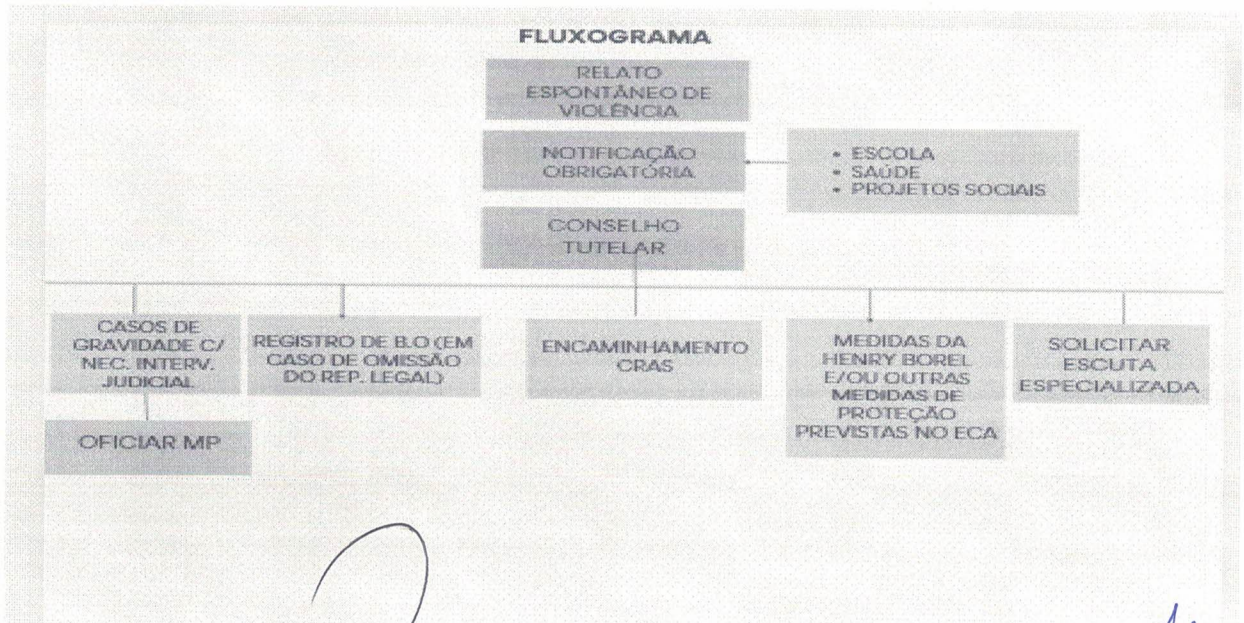 FLUXOGRAMA
RELATO
ESPONTÂNEO DE
VIOLÊNCIA
NOTIFICAÇÃO
OBRIGATÓRIA
• ESCOLA
• SAÚDE
• PROJETOS SOCIAIS
CONSELHO
TUTELAR
CASOS DE
GRAVIDADE C/
NEC. INTERV.
JUDICIAL
OFICIAR MP
REGISTRO DE B.O (EM
CASO DE OMISSÃO
DO REP. LEGAL)
ENCAMINHAMENTO
CRAS
MEDIDAS DA
HENRY BOREL
E/OU OUTRAS
MEDIDAS DE
PROTEÇÃO
PREVISTAS NO ECA
SOLICITAR
ESCUTA
ESPECIALIZADA